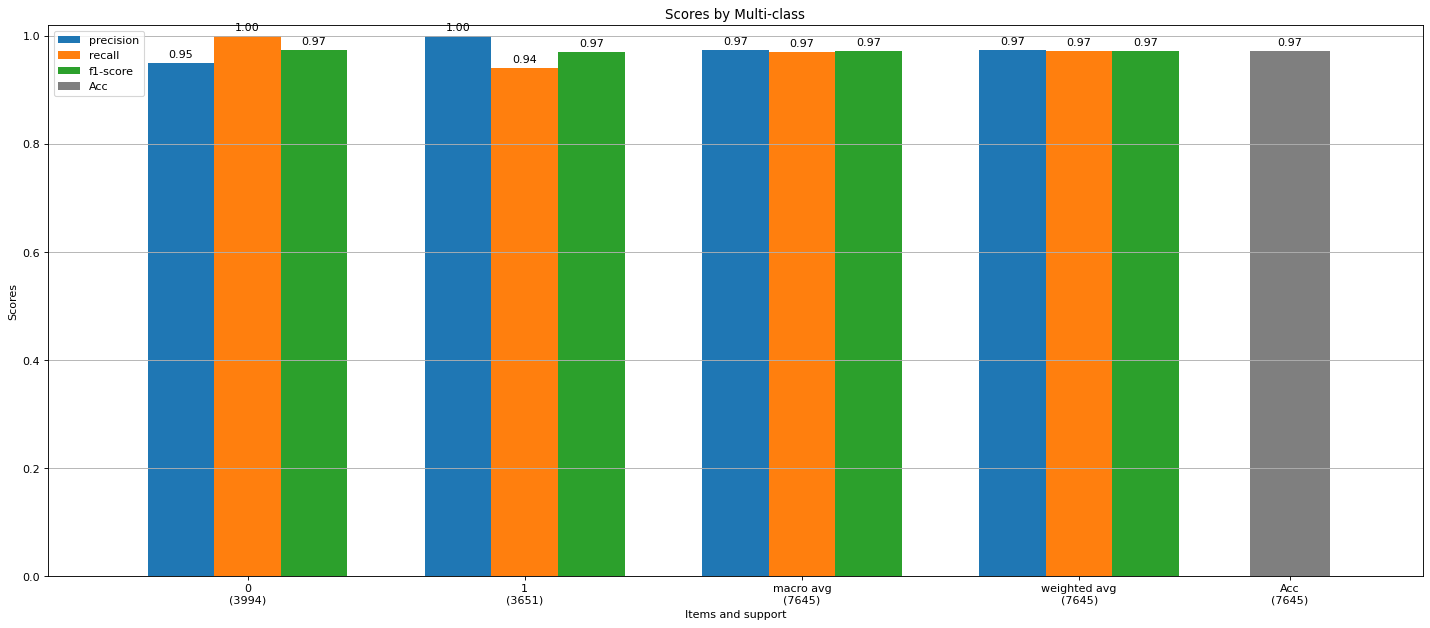 Scores by Multi-class
precision
recall
f1-score
Acc
1.0
0.8
0.6
0.4
0.2
0.0
Scores
0.95
1.00
0.97
1.00
0.94
0.97
0.97
0.97
0.97
0.97
0.97
0.97
0.97
0
(3994)
1
(3651)
macro avg
(7645)
weighted avg
(7645)
Acc
(7645)
Items and support